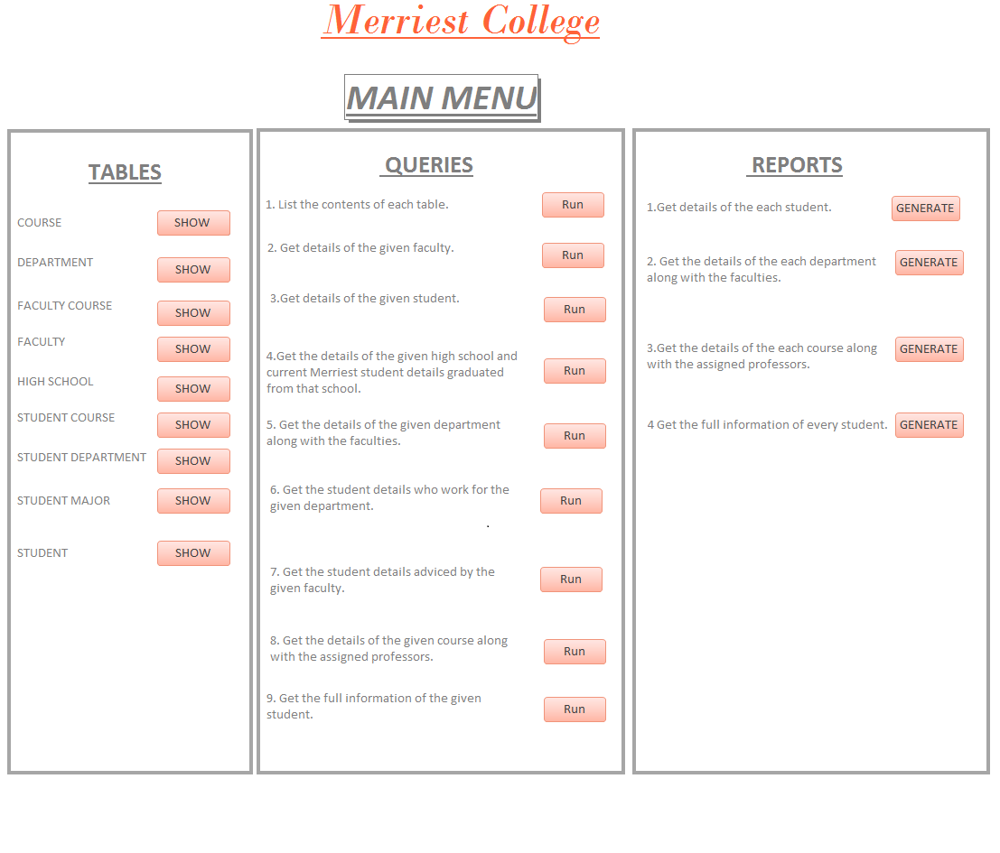 Merriest College
MAIN MENU
TABLES
COURSE SHOW
DEPARTMENT SHOW
FACULTY COURSE SHOW
FACULTY SHOW
HIGH SCHOOL SHOW
STUDENT COURSE SHOW
STUDENT DEPARTMENT SHOW
STUDENT MAJOR SHOW
STUDENT SHOW
QUERIES
1. List the contents of each table. Run
2. Get details of the given faculty. Run
3.Get details of the given student. Run
4.Get the details of the given high school and
current Merriest student details graduated Run
from that school.
5. Get the details of the given department
along with the faculties. Run
6. Get the student details who work for the
given department. Run
.
7. Get the student details adviced by the
given faculty. Run
8. Get the details of the given course along
with the assigned professors. Run
9. Get the full information of the given
student. Run
REPORTS
1.Get details of the each student. GENERATE
2. Get the details of the each department GENERATE
along with the faculties.
3.Get the details of the each course along GENERATE
with the assigned professors.
4 Get the full information of every student. GENERATE